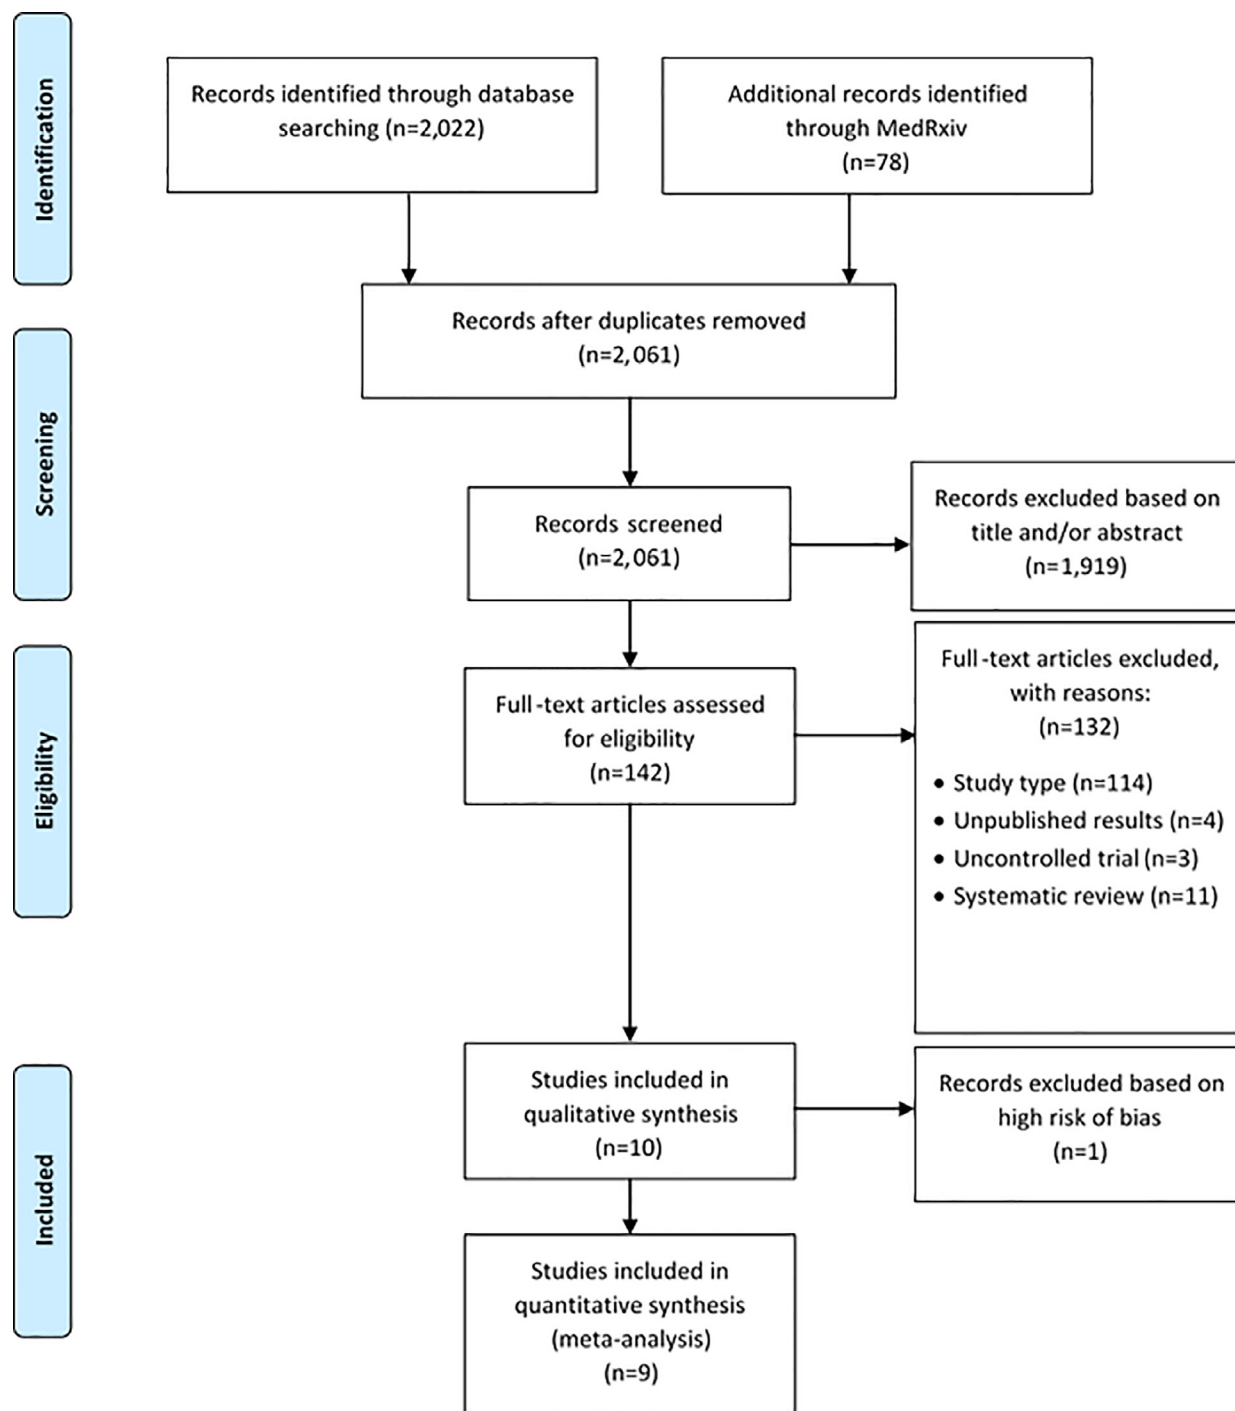 Identification
Records identified through database
searching (n=2,022)
Additional records identified
through MedRxiv
(n=78)
Records after duplicates removed
(n=2,061)
Screening
Records screened
(n=2,061)
Records excluded based on
title and/or abstract
(n=1,919)
Eligibility
Full-text articles assessed
for eligibility
(n=142)
Full-text articles excluded,
with reasons:
(n=132)
• Study type (n=114)
• Unpublished results (n=4)
• Uncontrolled trial (n=3)
• Systematic review (n=11)
Included
Studies included in
qualitative synthesis
(n=10)
Records excluded based on
high risk of bias
(n=1)
Studies included in
quantitative synthesis
(meta-analysis)
(n=9)